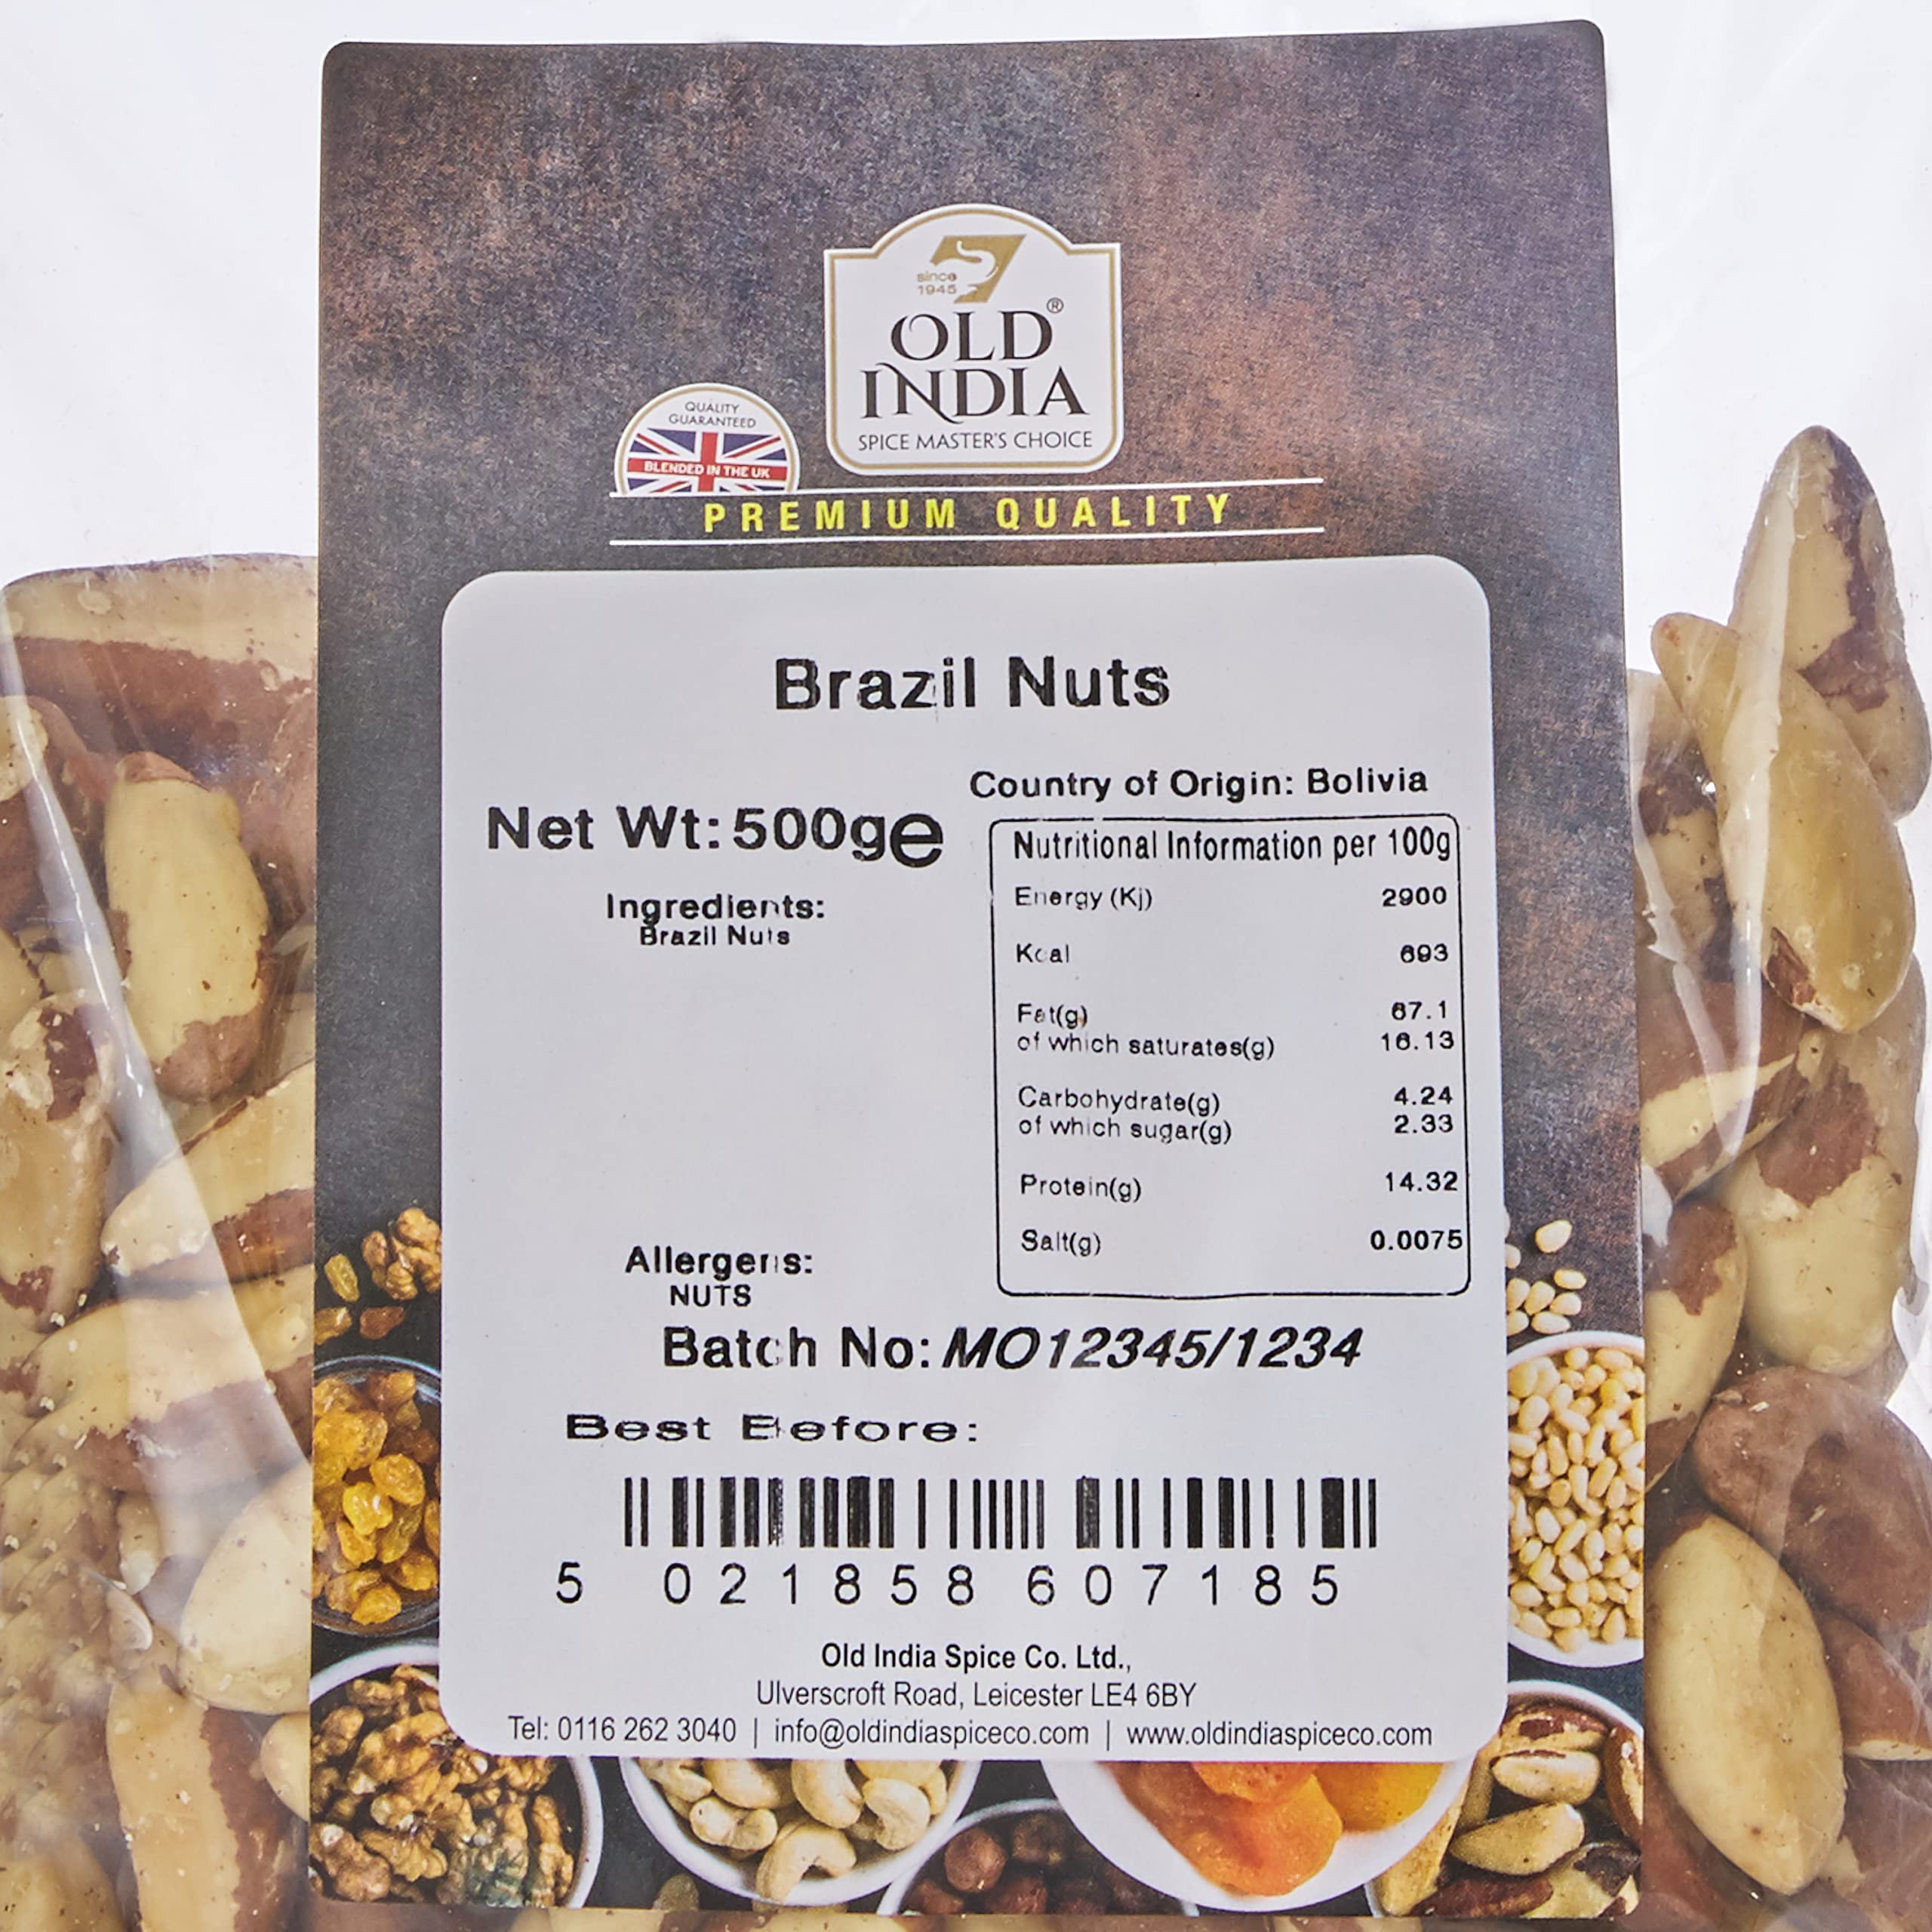 since
1945
OLD®
INDIA
SPICE MASTER'S CHOICE
QUALITY
GUARANTEED
BLENDED IN THE UK
PREMIUM QUALITY
Brazil Nuts
Country of Origin: Bolivia
Net Wt: 500ge
Ingredients:
Brazil Nuts
Nutritional Information per 100g
Energy (Kj) 2900
Kcal 693
Fat(g) 67.1
of which saturates(g) 16.13
Carbohydrate(g) 4.24
of which sugar(g) 2.33
Protein(g) 14.32
Salt(g) 0.0075
Allergens:
NUTS
Batch No: MO12345/1234
Best Before:
5 021858 607185
Old India Spice Co. Ltd.,
Ulverscroft Road, Leicester LE4 6BY
Tel: 0116 262 3040 | info@oldindiaspiceco.com | www.oldindiaspiceco.com